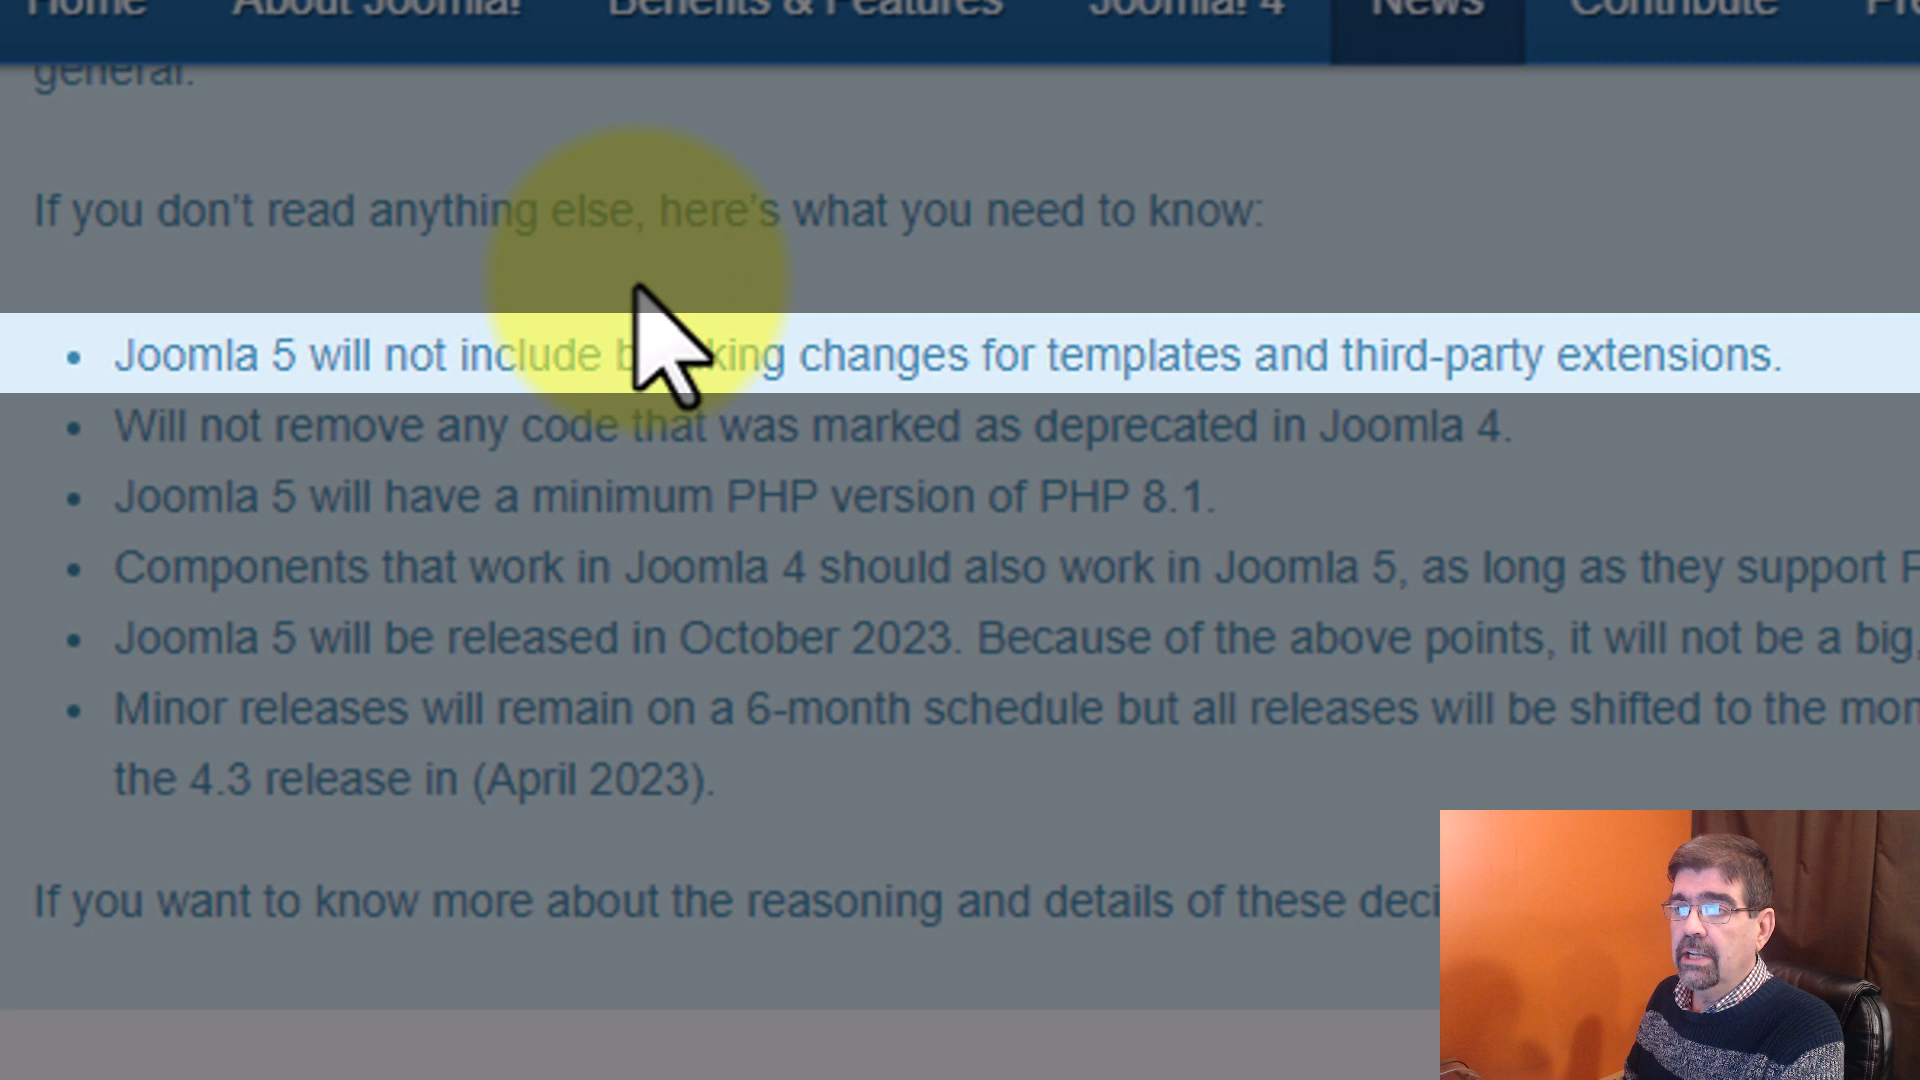 Home About Joomla! Benefits & Features Joomla! 4 News Contribute
general.
If you don't read anything else, here's what you need to know:
• Joomla 5 will not include b king changes for templates and third-party extensions.
• Will not remove any code that was marked as deprecated in Joomla 4.
• Joomla 5 will have a minimum PHP version of PHP 8.1.
• Components that work in Joomla 4 should also work in Joomla 5, as long as they support
• Joomla 5 will be released in October 2023. Because of the above points, it will not be a big,
• Minor releases will remain on a 6-month schedule but all releases will be shifted to the
the 4.3 release in (April 2023).
If you want to know more about the reasoning and details of these